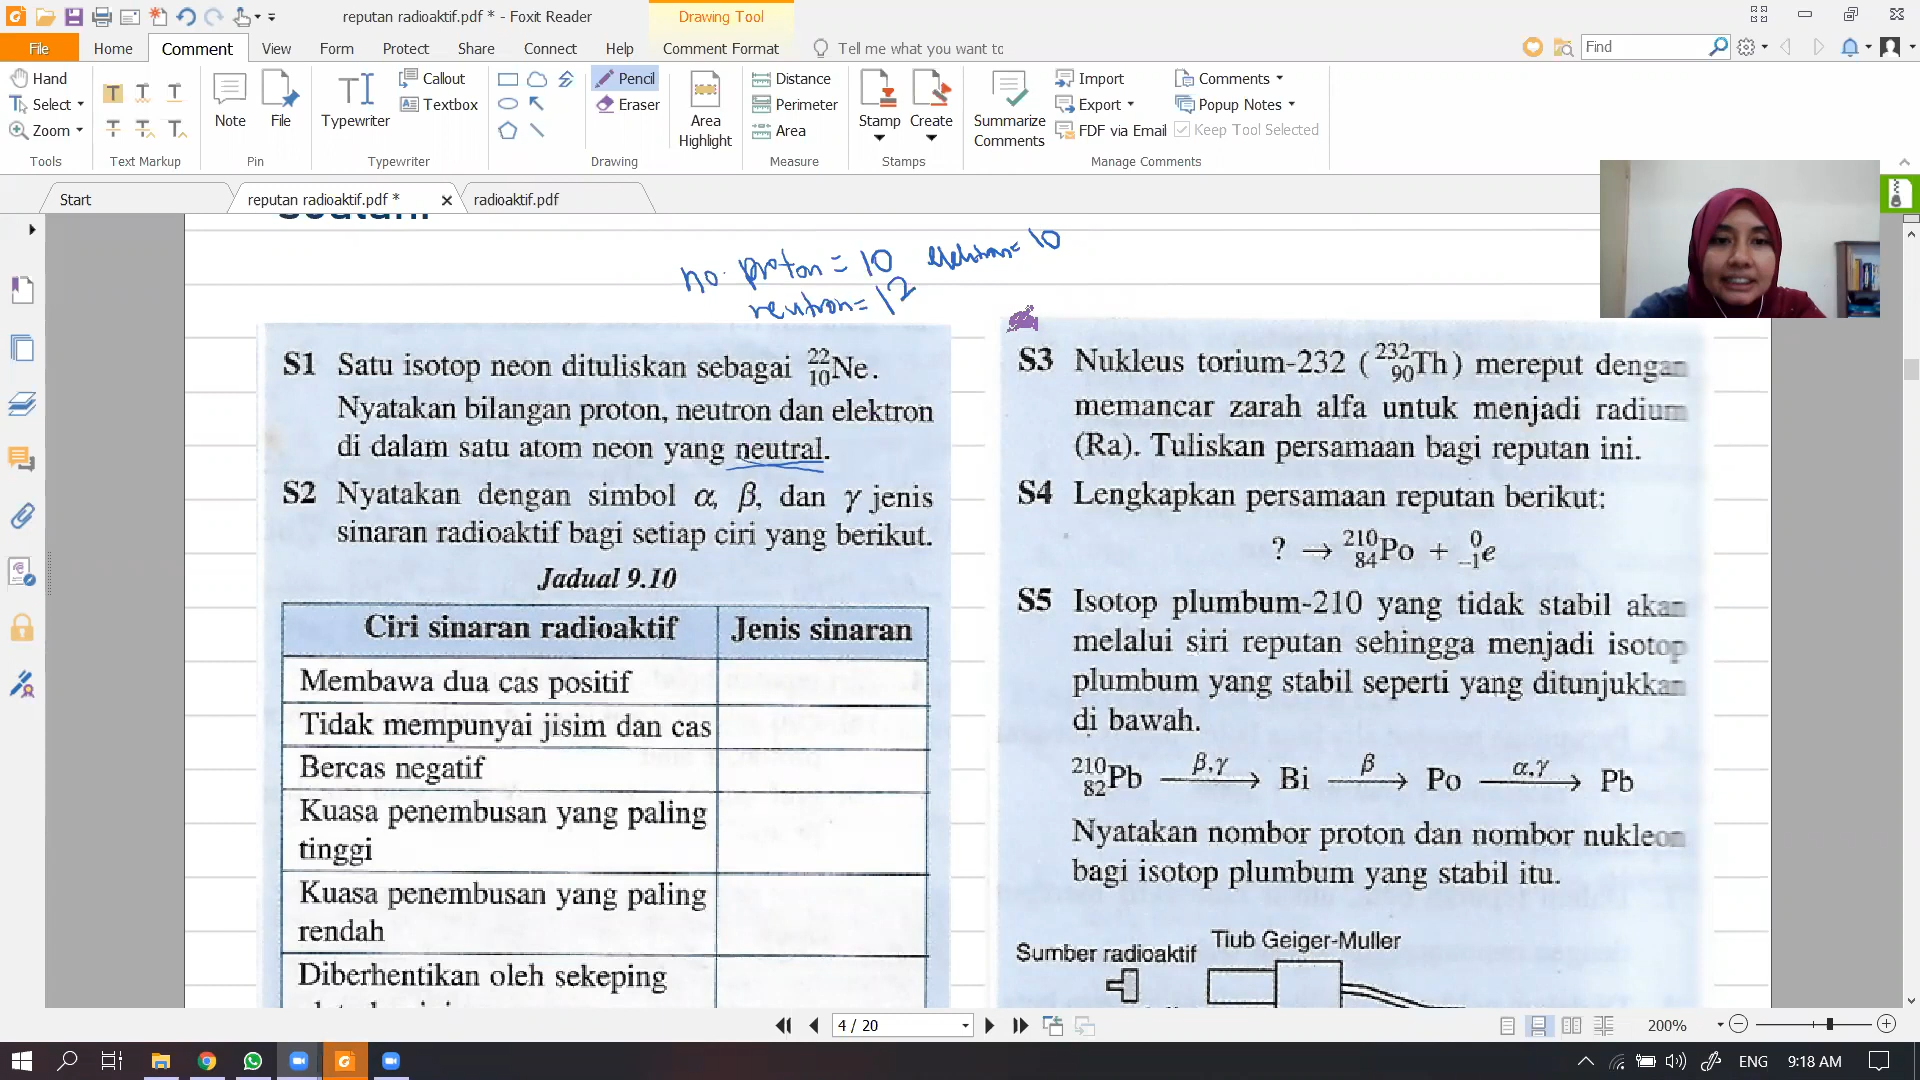 reputan radioaktif.pdf * - Foxit Reader
Drawing Tool
File
Home
Comment
View
Form
Protect
Share
Connect
Help
Comment Format
Tell me what you want to
Find
Hand
Select
Zoom
Tools
Text Markup
Note
File
Pin
Typewriter
Callout
Textbox
Typewriter
Pencil
Eraser
Drawing
Area Highlight
Distance
Perimeter
Area
Measure
Stamp
Create
Stamps
Summarize Comments
Import
Export
FDF via Email
Comments
Popup Notes
Keep Tool Selected
Manage Comments
Start
reputan radioaktif.pdf *
radioaktif.pdf
no. proton = 10 elektron = 10
neutron = 12
S1 Satu isotop neon dituliskan sebagai ²²₁₀Ne.
Nyatakan bilangan proton, neutron dan elektron
di dalam satu atom neon yang neutral.
S2 Nyatakan dengan simbol α, β, dan γ jenis
sinaran radioaktif bagi setiap ciri yang berikut.
Jadual 9.10
Ciri sinaran radioaktif Jenis sinaran
Membawa dua cas positif
Tidak mempunyai jisim dan cas
Bercas negatif
Kuasa penembusan yang paling
tinggi
Kuasa penembusan yang paling
rendah
Diberhentikan oleh sekeping
S3 Nukleus torium-232 (²³²₉₀Th) mereput dengan
memancar zarah alfa untuk menjadi radium
(Ra). Tuliskan persamaan bagi reputan ini.
S4 Lengkapkan persamaan reputan berikut:
? → ²¹⁰₈₄Po + ⁰₋₁e
S5 Isotop plumbum-210 yang tidak stabil akan
melalui siri reputan sehingga menjadi isotop
plumbum yang stabil seperti yang ditunjukkan
di bawah.
²¹⁰₈₂Pb β,γ→ Bi β→ Po α,γ→ Pb
Nyatakan nombor proton dan nombor nukleon
bagi isotop plumbum yang stabil itu.
Sumber radioaktif Tiub Geiger-Muller
4 / 20
200%
ENG
9:18 AM